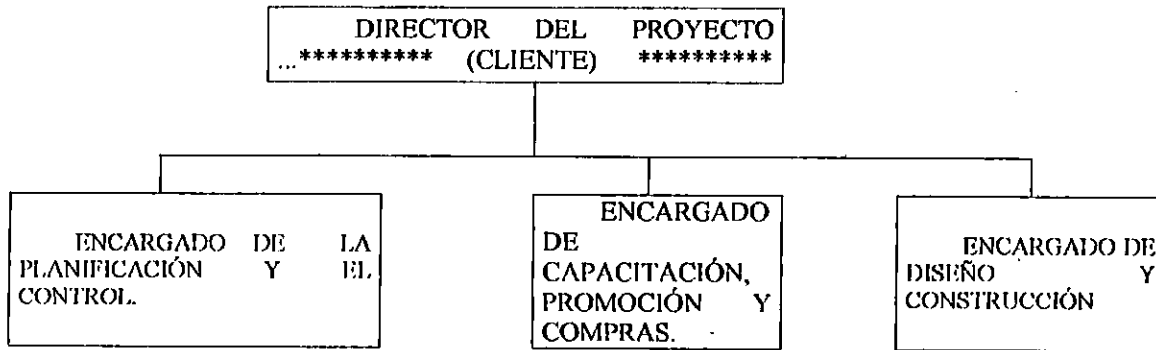 DIRECTOR DEL PROYECTO
...********** (CLIENTE) **********
ENCARGADO DE LA
PLANIFICACIÓN Y EL
CONTROL.
ENCARGADO
DE
CAPACITACIÓN,
PROMOCIÓN Y
COMPRAS.
ENCARGADO DE
DISEÑO Y
CONSTRUCCIÓN